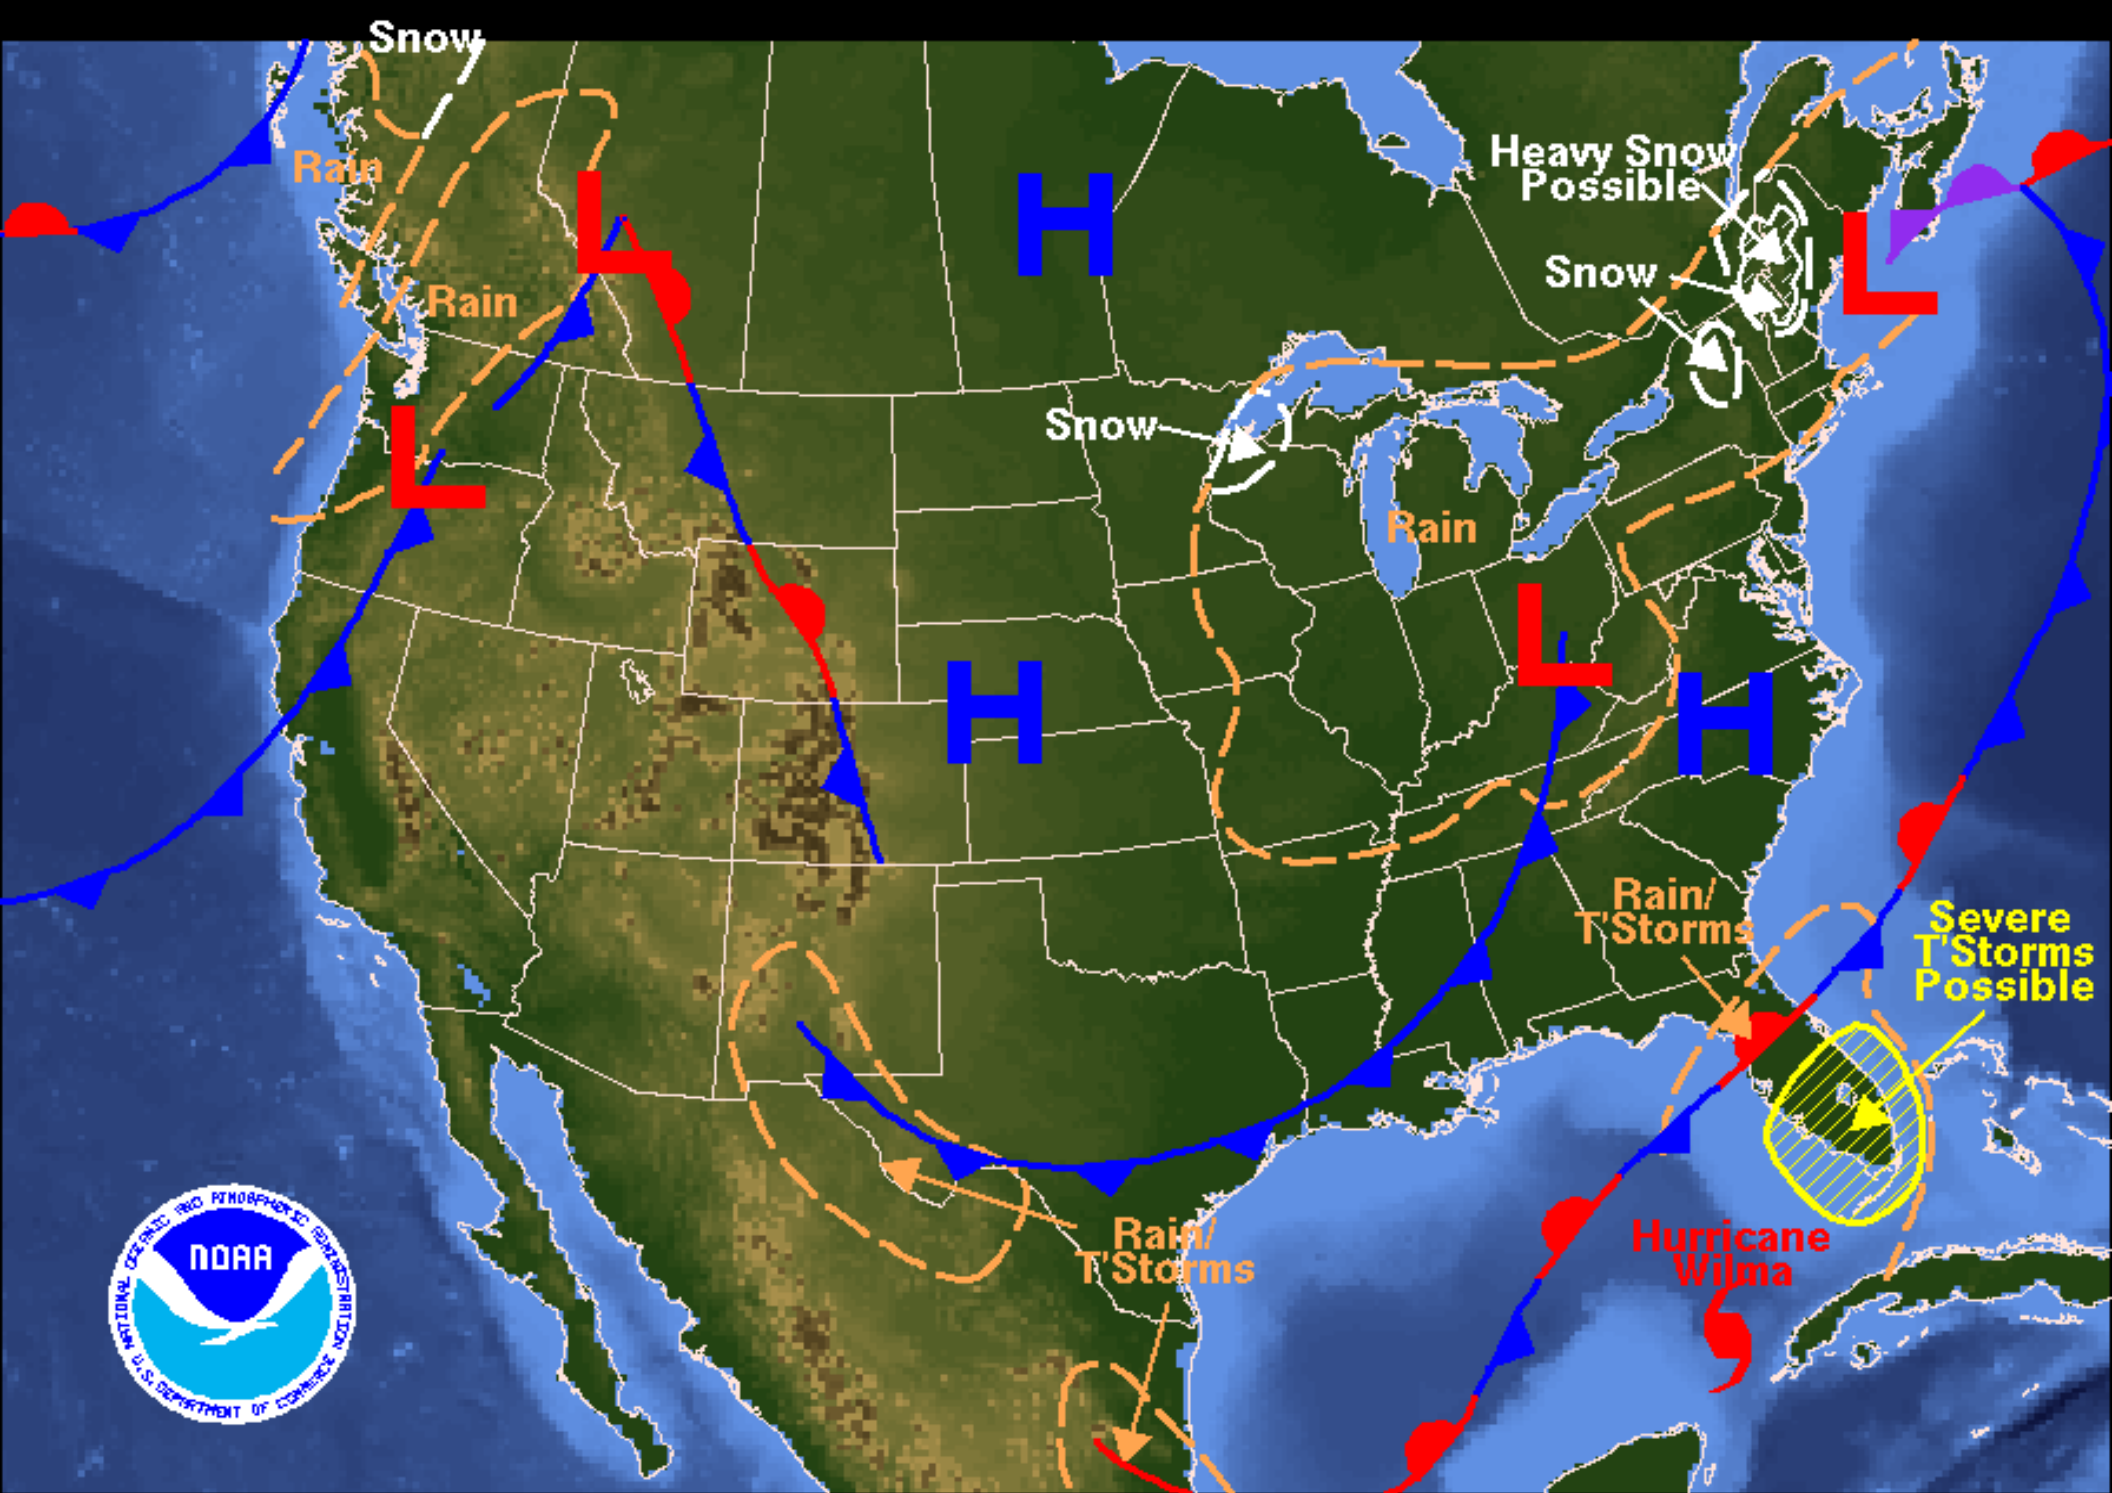 Snow
Rain
L
H
Heavy Snow
Possible
Snow
L
Rain
Snow
L
Rain
L
H
H
Rain/
T'Storms
Severe
T'Storms
Possible
Rain/
T'Storms
Hurricane
Wilma
NOAA
NATIONAL OCEANIC AND ATMOSPHERIC ADMINISTRATION
U.S. DEPARTMENT OF COMMERCE